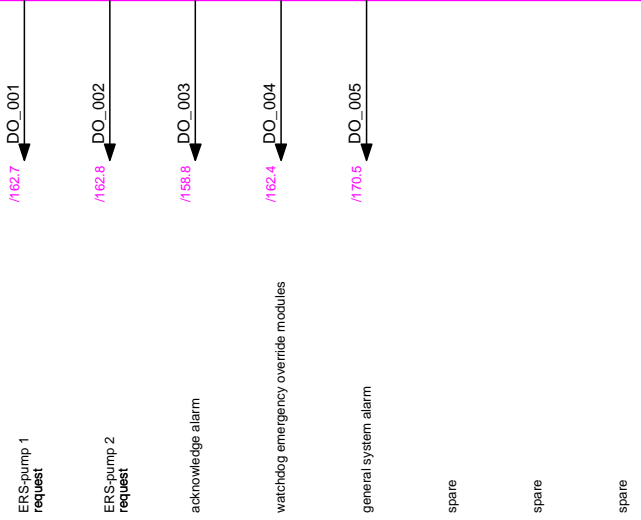 DO_001
/162.7
ERS-pump 1
request
DO_002
/162.8
ERS-pump 2
request
DO_003
/158.8
acknowledge alarm
DO_004
/162.4
watchdog emergency override modules
DO_005
/170.5
general system alarm
spare
spare
spare